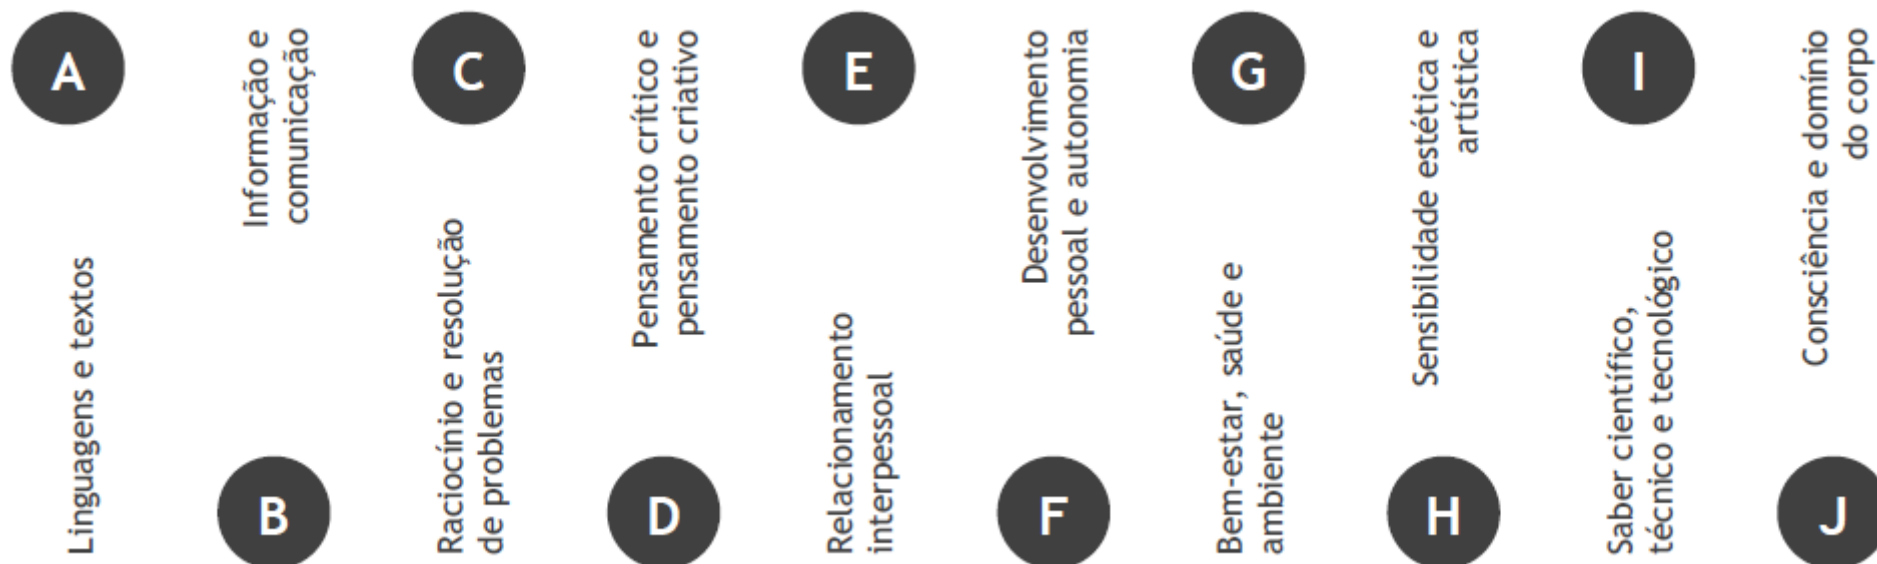 A
Linguagens e textos
B
Informação e
comunicação
C
Raciocínio e resolução
de problemas
D
Pensamento crítico e
pensamento criativo
E
Relacionamento
interpessoal
F
Desenvolvimento
pessoal e autonomia
G
Bem-estar, saúde e
ambiente
H
Sensibilidade estética e
artística
I
Saber científico,
técnico e tecnológico
J
Consciência e domínio
do corpo